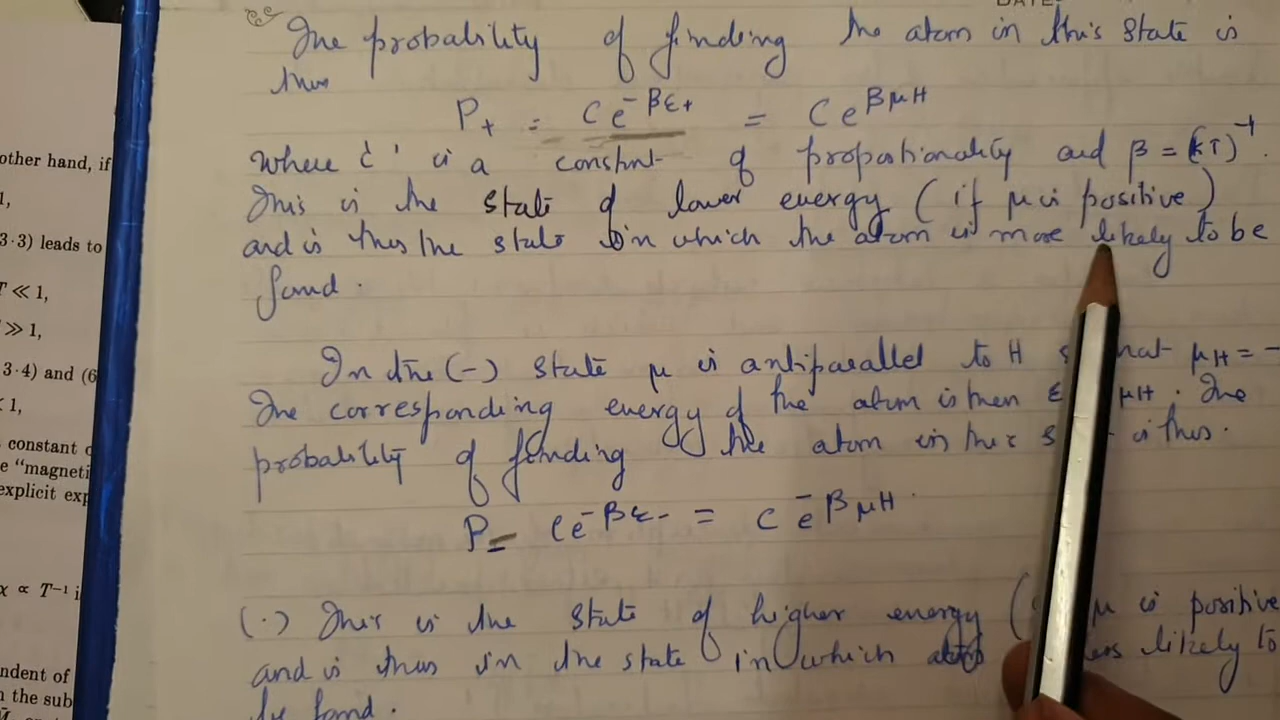 DATE
The probability of finding the atom in this state is
thus
P+ = Ce^-βε+ = Ce^βμH
where 'c' is a constant of proportionality and β = (kT)^-1.
This is the state of lower energy (if μ is positive)
and is thus the state in which the atom is more likely to be
found.
In the (-) state μ is antiparallel to H s hat μH = -
The corresponding energy of the atom is then ε μH. The
probability of finding the atom in the s is thus.
P- Ce^-βε- = Ce^-βμH.
(.) This is the state of higher energy ( μ is positive
and is thus in the state in which ess likely to
be found.
other hand, if
1,
3·3) leads to
T ≪ 1,
≫ 1,
3·4) and (6
< 1,
constant o
e "magneti
explicit exp
χ ∝ T^-1 i
ndent of
n the sub